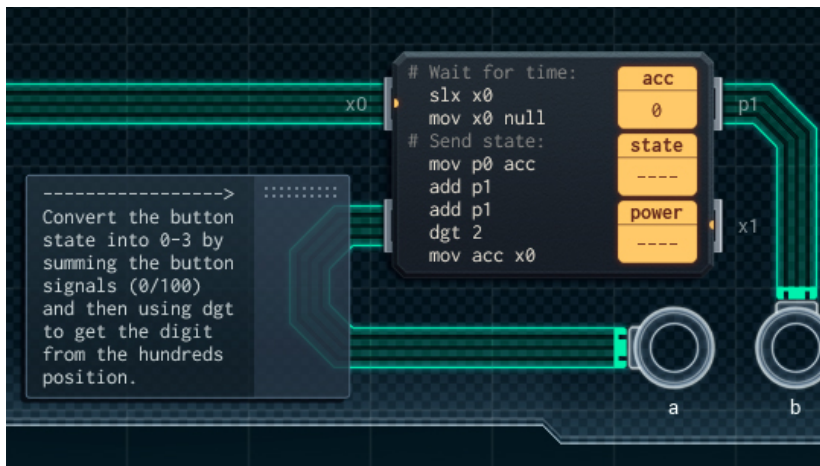 # Wait for time:
slx x0
mov x0 null
# Send state:
mov p0 acc
add p1
add p1
dgt 2
mov acc x0
acc
0
state
----
power
----
x0
p1
x1
----------------->
Convert the button
state into 0-3 by
summing the button
signals (0/100)
and then using dgt
to get the digit
from the hundreds
position.
a
b